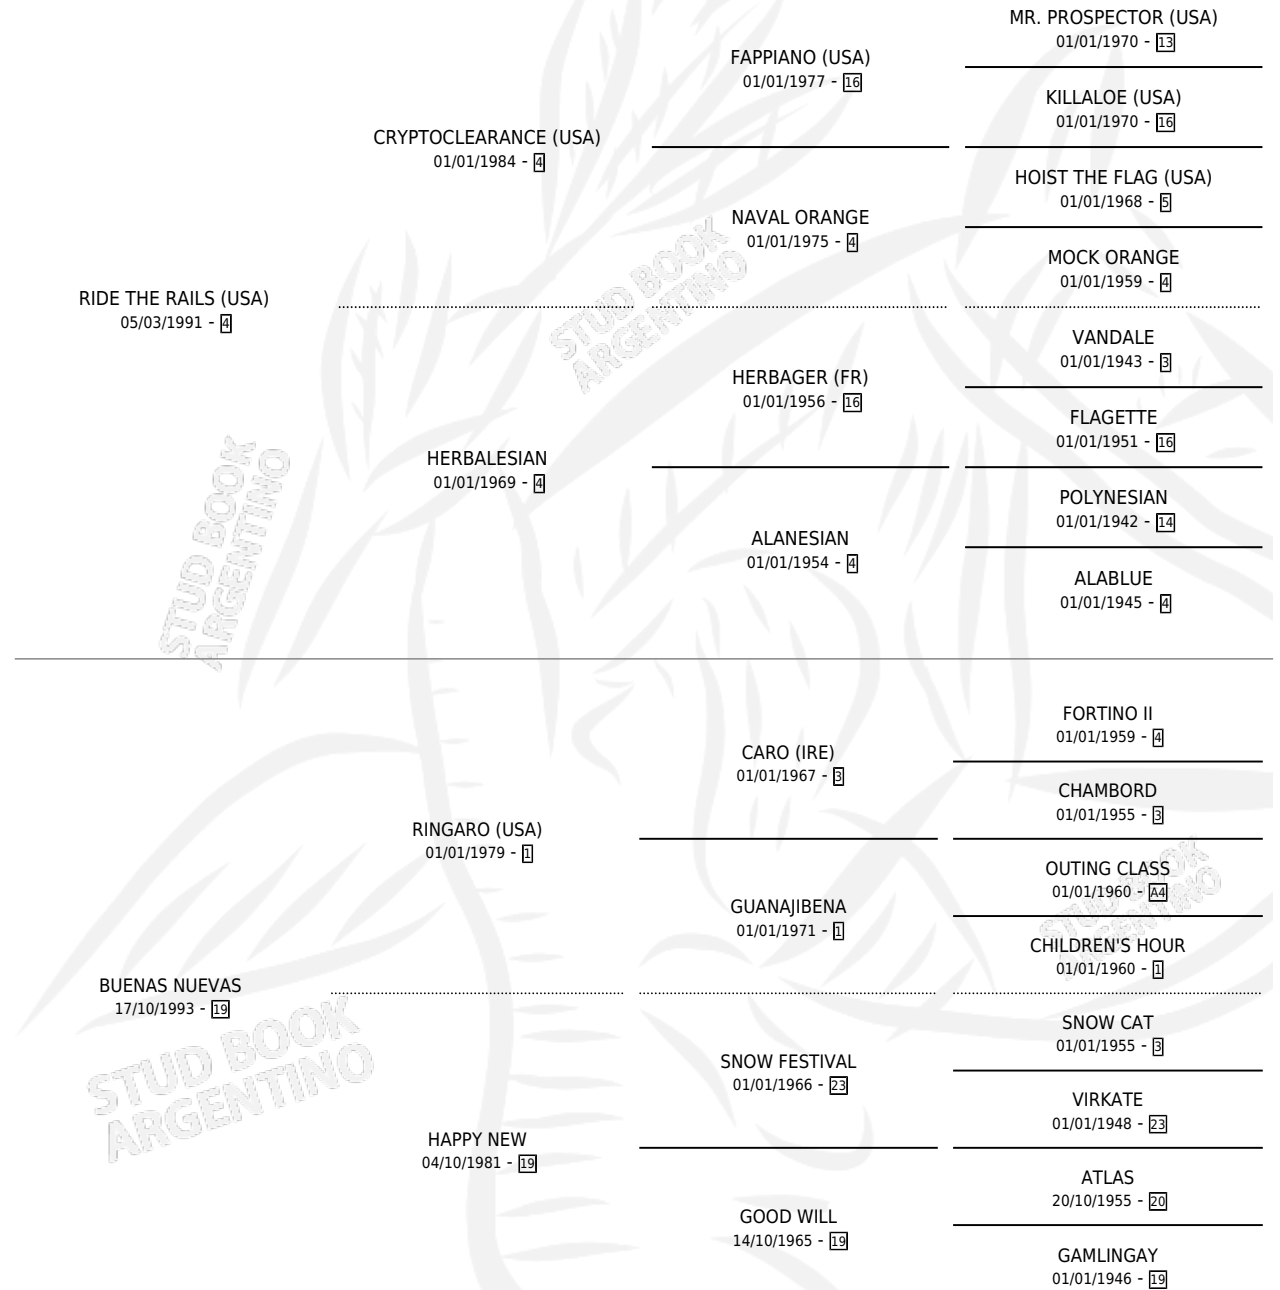 MR. PROSPECTOR (USA)
01/01/1970 - 13
FAPPIANO (USA)
01/01/1977 - 16
KILLALOE (USA)
01/01/1970 - 16
CRYPTOCLEARANCE (USA)
01/01/1984 - 4
HOIST THE FLAG (USA)
01/01/1968 - 5
NAVAL ORANGE
01/01/1975 - 4
MOCK ORANGE
01/01/1959 - 4
RIDE THE RAILS (USA)
05/03/1991 - 4
VANDALE
01/01/1943 - 3
HERBAGER (FR)
01/01/1956 - 16
FLAGETTE
01/01/1951 - 16
HERBALESIAN
01/01/1969 - 4
POLYNESIAN
01/01/1942 - 14
ALANESIAN
01/01/1954 - 4
ALABLUE
01/01/1945 - 4
FORTINO II
01/01/1959 - 4
CARO (IRE)
01/01/1967 - 3
CHAMBORD
01/01/1955 - 3
RINGARO (USA)
01/01/1979 - 1
OUTING CLASS
01/01/1960 - A4
GUANAJIBENA
01/01/1971 - 1
CHILDREN'S HOUR
01/01/1960 - 1
BUENAS NUEVAS
17/10/1993 - 19
SNOW CAT
01/01/1955 - 3
SNOW FESTIVAL
01/01/1966 - 23
VIRKATE
01/01/1948 - 23
HAPPY NEW
04/10/1981 - 19
ATLAS
20/10/1955 - 20
GOOD WILL
14/10/1965 - 19
GAMLINGAY
01/01/1946 - 19
STUD BOOK
ARGENTINO
STUD BOOK
ARGENTINO
STUD BOOK
ARGENTINO
STUD BOOK
ARGENTINO